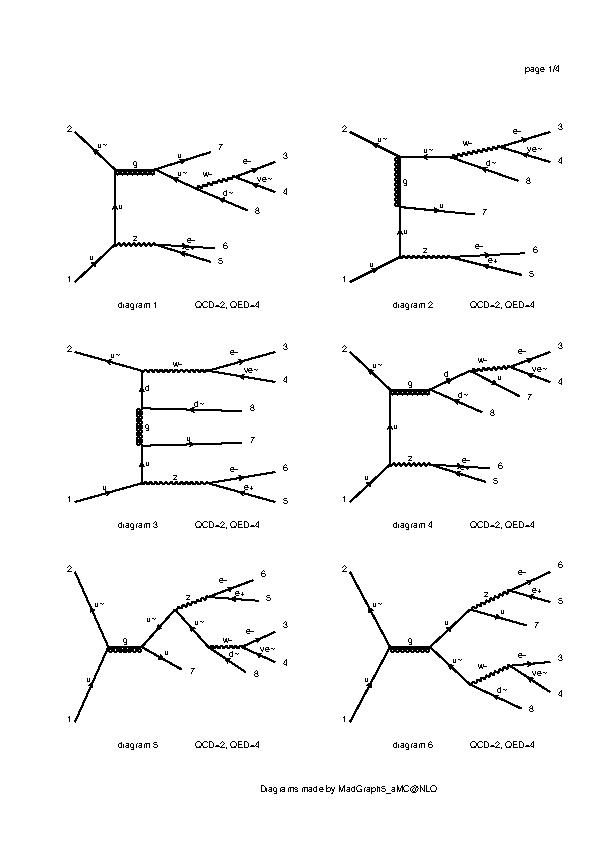 page 1/4
2 u~ g u 7 e- 3
u~ w- ve~ 4
d~ 8
u
z e- 6
e+ 5
1 u
diagram 1 QCD=2, QED=4
2 u~ u~ w- e- 3
ve~ 4
d~ 8
g
u 7
u
z e- 6
e+ 5
1 u
diagram 2 QCD=2, QED=4
2 u~ w- e- 3
ve~ 4
d
d~ 8
g
u 7
u
z e- 6
e+ 5
1 u
diagram 3 QCD=2, QED=4
2 u~ g d w- e- 3
ve~ 4
u 7
d~ 8
u
z e- 6
e+ 5
1 u
diagram 4 QCD=2, QED=4
2 u~ g u~ z e- 6
e+ 5
u~ w- e- 3
ve~ 4
d~ 8
u 7
1 u
diagram 5 QCD=2, QED=4
2 u~ g u z e- 6
e+ 5
u 7
u~ w- e- 3
ve~ 4
d~ 8
1 u
diagram 6 QCD=2, QED=4
Diagrams made by MadGraph5_aMC@NLO